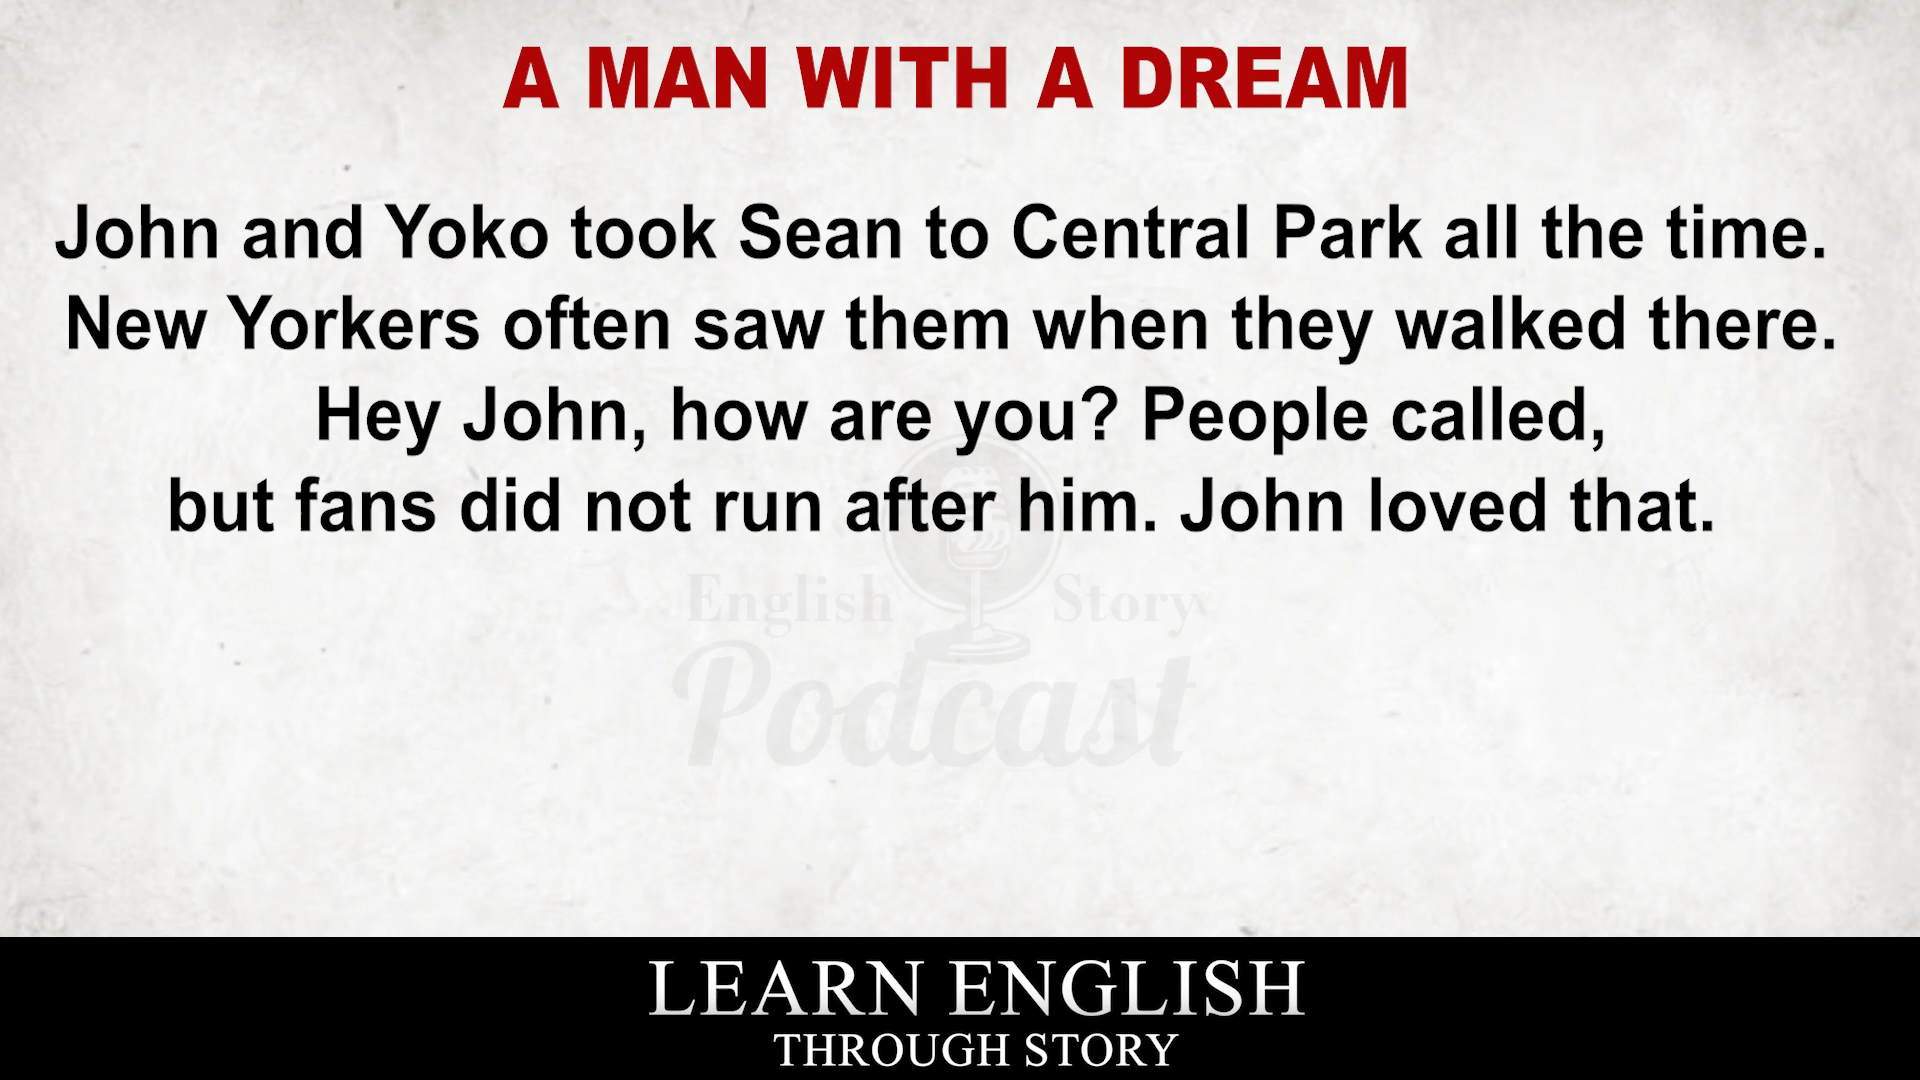 A MAN WITH A DREAM
John and Yoko took Sean to Central Park all the time.
New Yorkers often saw them when they walked there.
Hey John, how are you? People called,
but fans did not run after him. John loved that.
English Story
Podcast
LEARN ENGLISH
THROUGH STORY